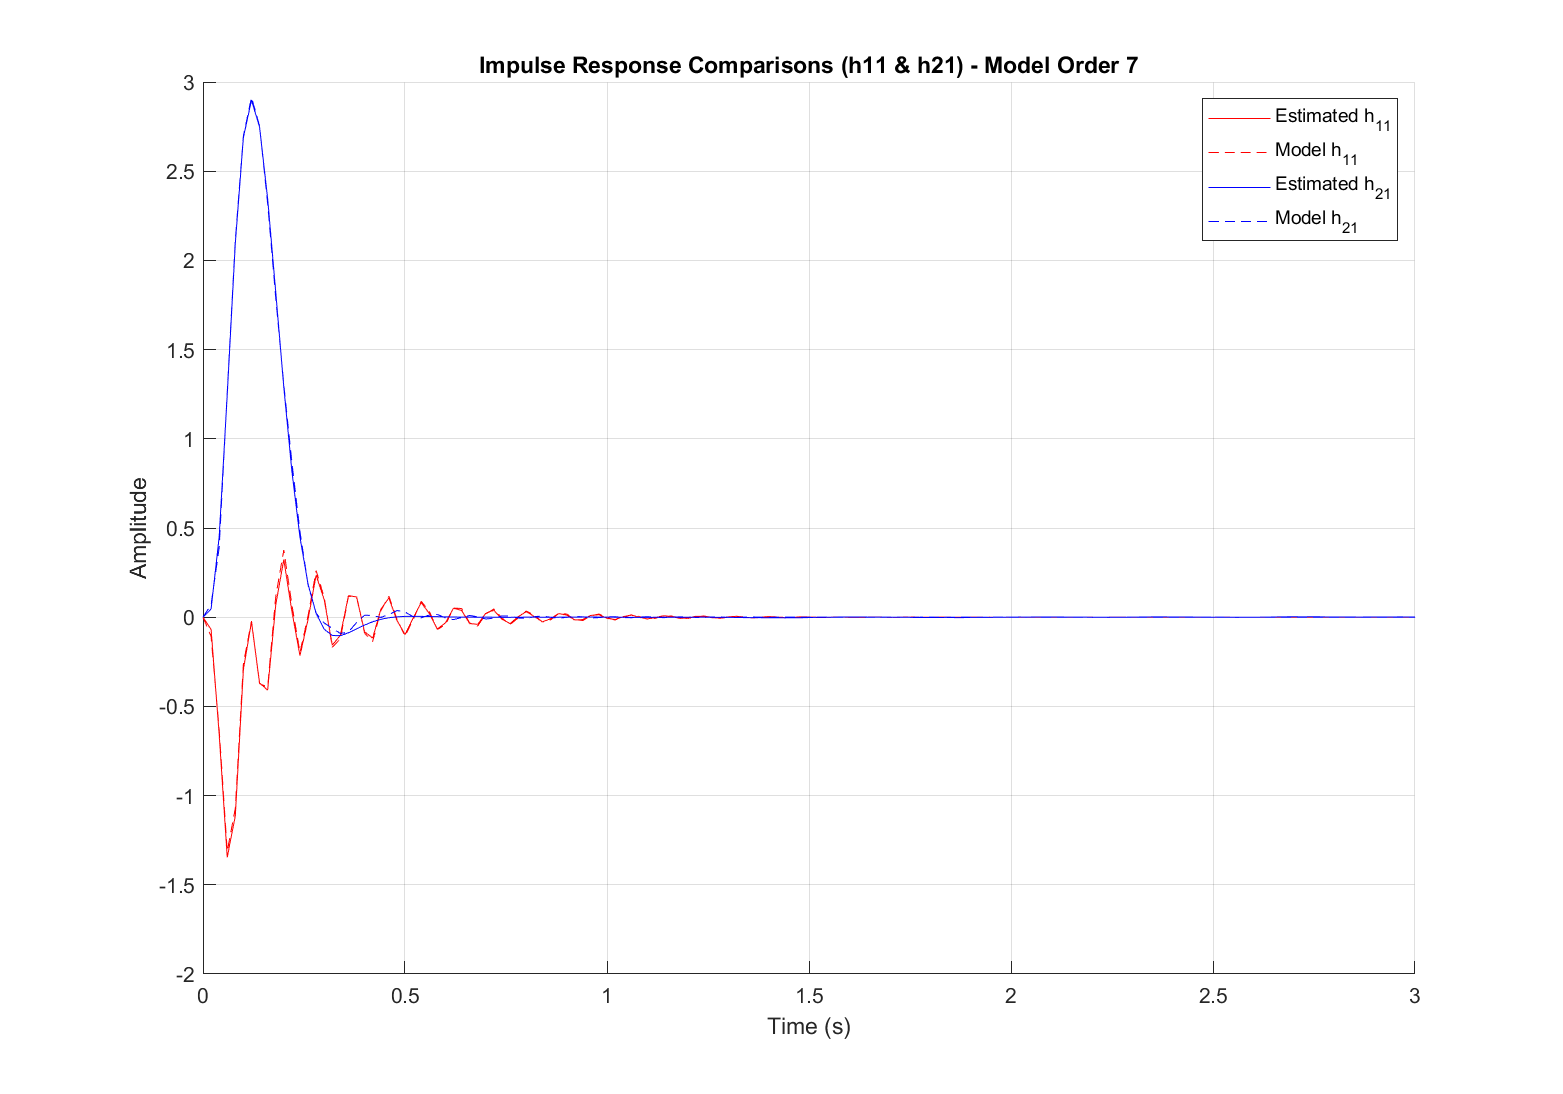 Impulse Response Comparisons (h11 & h21) - Model Order 7
Estimated h11
Model h11
Estimated h21
Model h21
Amplitude
3
2.5
2
1.5
1
0.5
0
-0.5
-1
-1.5
-2
0 0.5 1 1.5 2 2.5 3
Time (s)